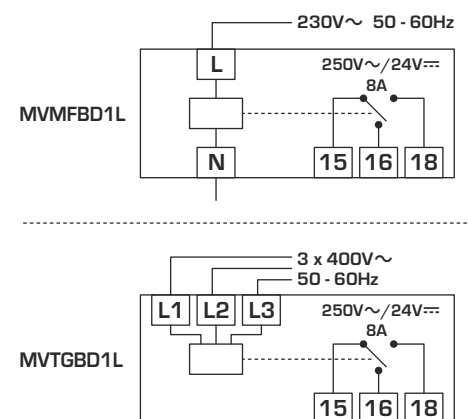 230V~ 50 - 60Hz
L
250V~/24V⎓
8A
MVMFBD1L
N
15 16 18
3 x 400V~
50 - 60Hz
L1 L2 L3
250V~/24V⎓
8A
MVTGBD1L
15 16 18